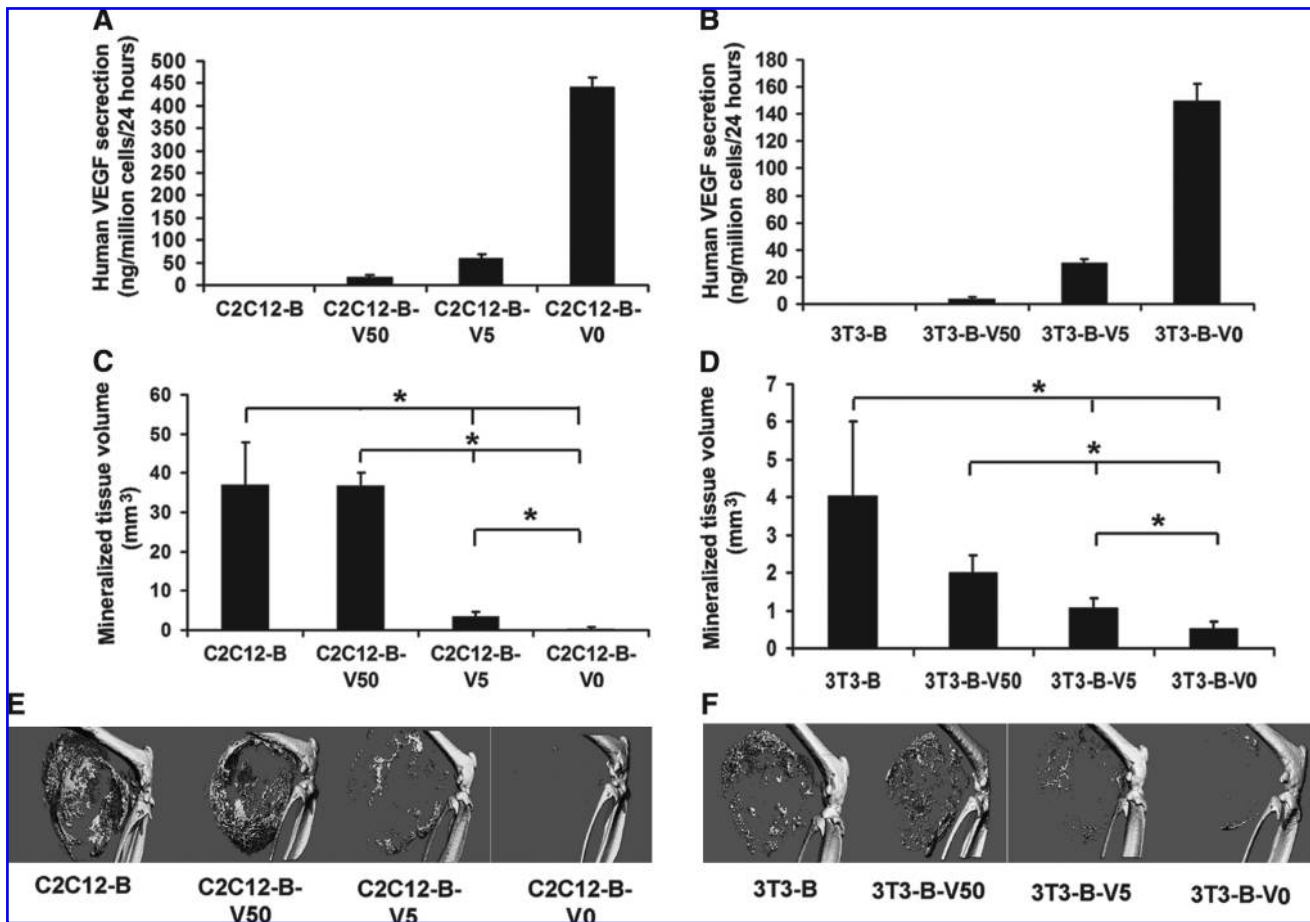 A
Human VEGF secrection
(ng/million cells/24 hours)
500
450
400
350
300
250
200
150
100
50
0
C2C12-B
C2C12-B-
V50
C2C12-B-
V5
C2C12-B-
V0
B
Human VEGF secrection
(ng/million cells/24 hours)
180
160
140
120
100
80
60
40
20
0
3T3-B
3T3-B-V50
3T3-B-V5
3T3-B-V0
C
Mineralized tissue volume
(mm3)
60
50
40
30
20
10
0
*
*
*
C2C12-B
C2C12-B-
V50
C2C12-B-
V5
C2C12-B-
V0
D
Mineralized tissue volume
(mm3)
7
6
5
4
3
2
1
0
*
*
*
3T3-B
3T3-B-V50
3T3-B-V5
3T3-B-V0
E
C2C12-B
C2C12-B-
V50
C2C12-B-
V5
C2C12-B-
V0
F
3T3-B
3T3-B-V50
3T3-B-V5
3T3-B-V0